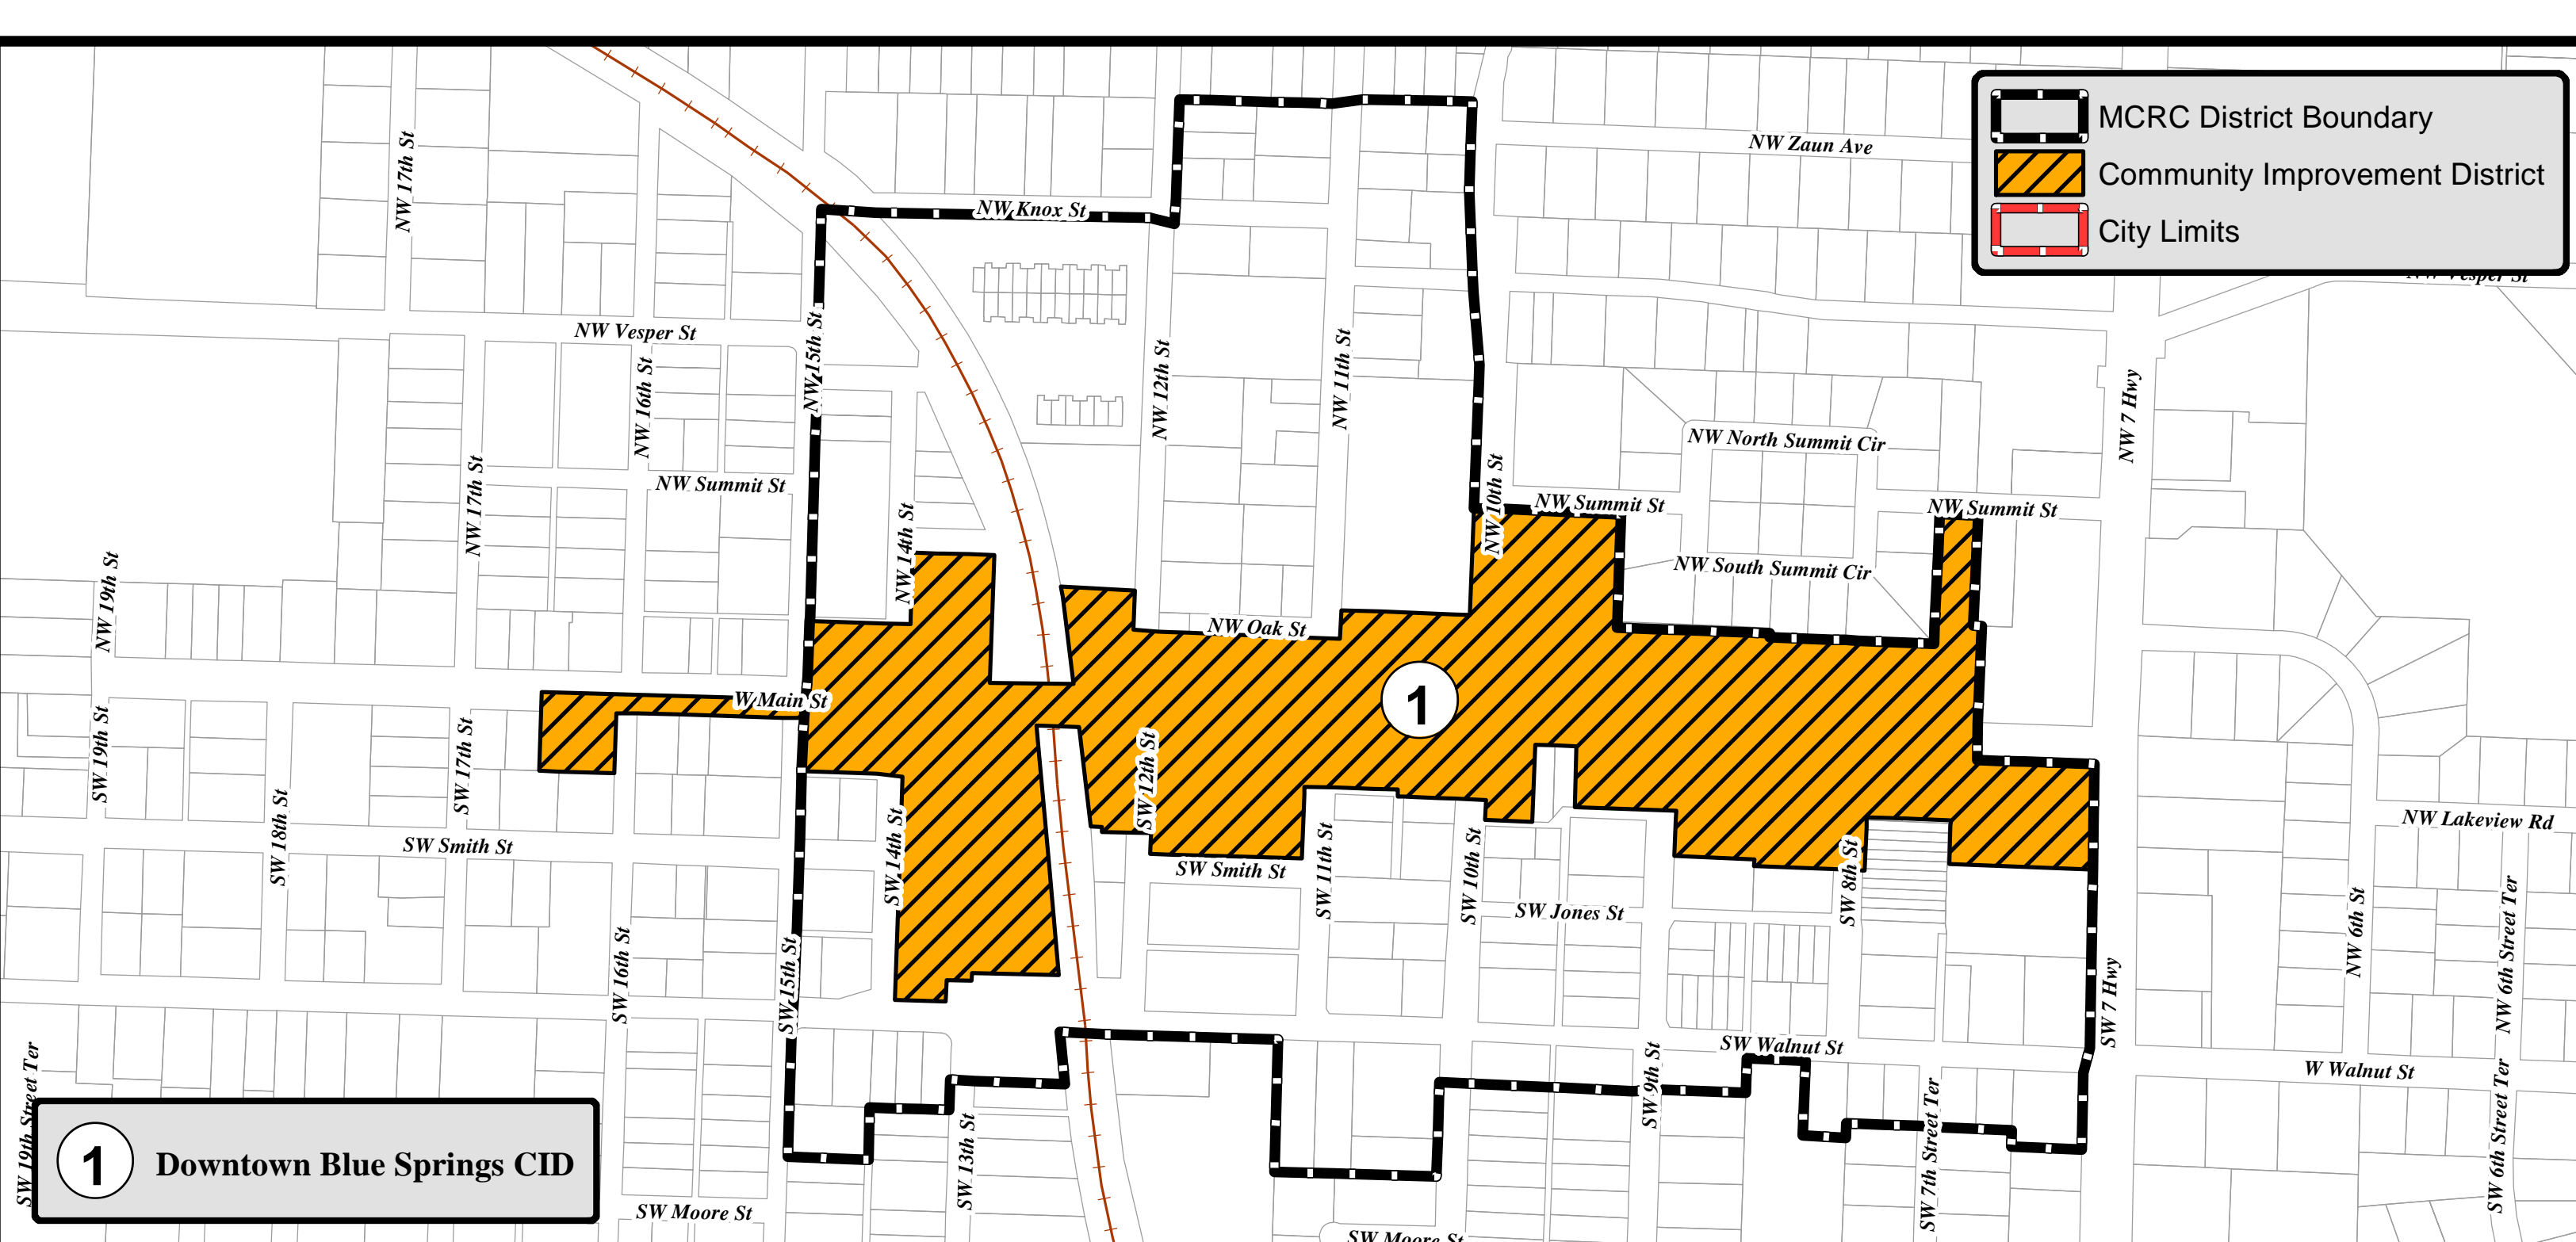 MCRC District Boundary
Community Improvement District
City Limits
NW Zaun Ave
NW 17th St
NW Knox St
NW Vesper St
NW Vesper St
NW 15th St
NW 16th St
NW 12th St
NW 11th St
NW 7 Hwy
NW North Summit Cir
NW 17th St
NW Summit St
NW 10th St
NW Summit St
NW Summit St
NW 14th St
NW 19th St
NW South Summit Cir
NW Oak St
W Main St
1
SW 19th St
SW 17th St
SW 12th St
SW 18th St
SW Smith St
SW 14th St
SW Smith St
SW 11th St
SW 10th St
SW Jones St
SW 8th St
NW Lakeview Rd
NW 6th St
NW 6th Street Ter
SW 16th St
SW 15th St
SW 7 Hwy
SW Walnut St
W Walnut St
SW 9th St
SW 19th Street Ter
SW 13th St
SW 7th Street Ter
SW 6th Street Ter
1 Downtown Blue Springs CID
SW Moore St
SW Moore St